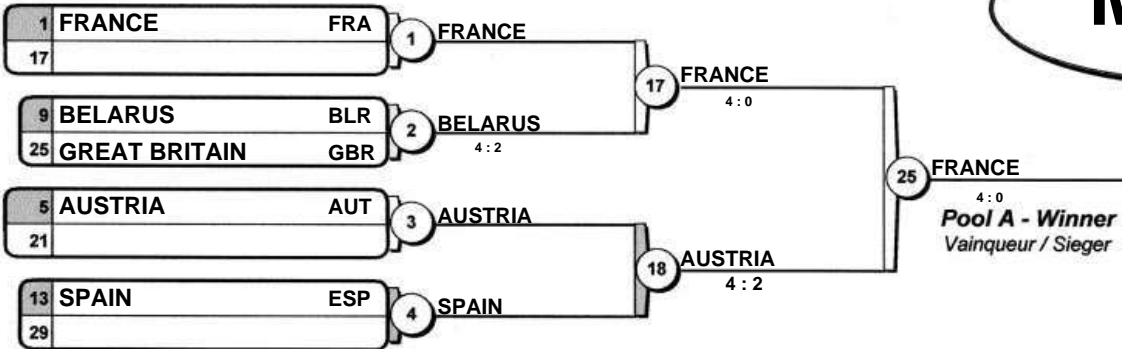 1 FRANCE FRA
17
1 FRANCE
9 BELARUS BLR
25 GREAT BRITAIN GBR
2 BELARUS
4 : 2
17 FRANCE
4 : 0
5 AUSTRIA AUT
21
3 AUSTRIA
13 SPAIN ESP
29
4 SPAIN
18 AUSTRIA
4 : 2
25 FRANCE
4 : 0
Pool A - Winner
Vainqueur / Sieger